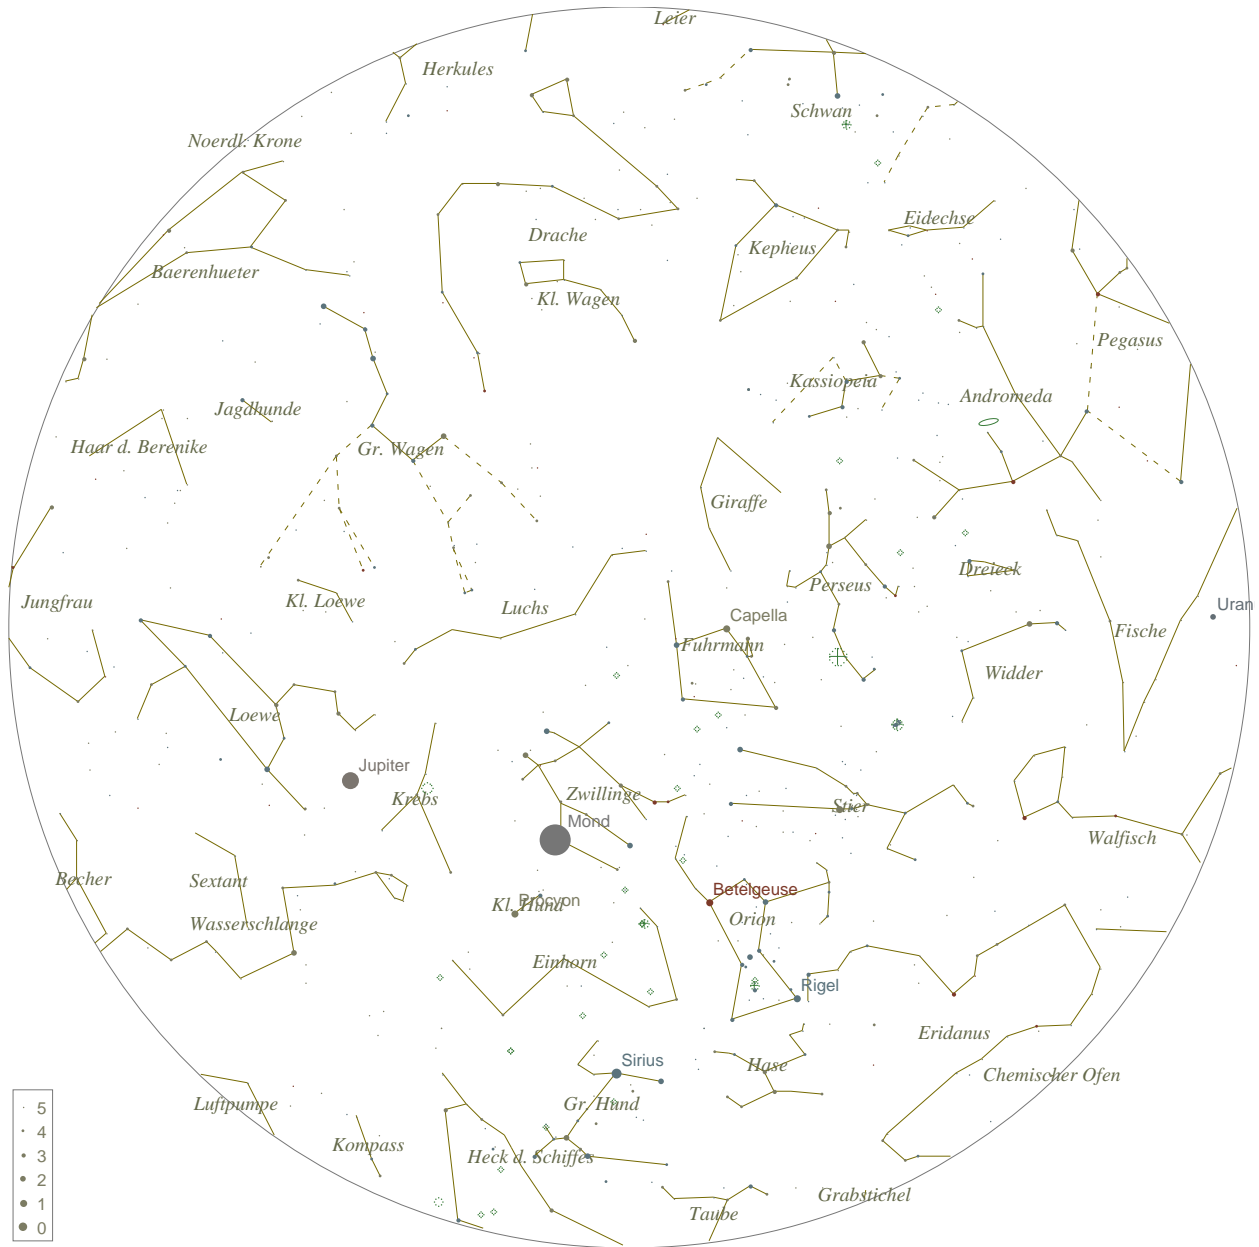 Leier
Herkules
Schwan
Noerdl. Krone
Eidechse
Drache
Kepheus
Baerenhueter
Kl. Wagen
Pegasus
Kassiopeia
Andromeda
Jagdhunde
Haar d. Berenike
Gr. Wagen
Giraffe
Dreieck
Perseus
Jungfrau
Kl. Loewe
Luchs
Capella
Uran
Fuhrmann
Fische
Widder
Loewe
Jupiter
Krebs
Zwillinge
Stier
Mond
Walfisch
Becher
Sextant
Betelgeuse
Procyon
Kl. Hund
Orion
Wasserschlange
Einhorn
Rigel
Eridanus
Sirius
Hase
Chemischer Ofen
Luftpumpe
Gr. Hund
Kompass
Heck d. Schiffes
Grabstichel
Taube
5
4
3
2
1
0